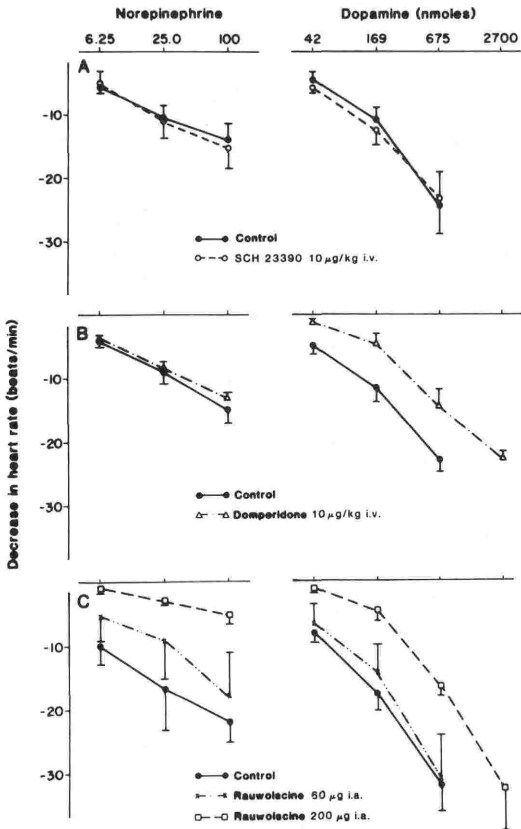 Norepinephrine Dopamine (nmoles)
6.25 25.0 100 42 169 675 2700
A
-10
-20
-30
Control
SCH 23390 10 µg/kg i.v.
B
-10
-20
-30
Control
Domperidone 10 µg/kg i.v.
Decrease in heart rate (beats/min)
C
-10
-20
-30
Control
Rauwolscine 60 µg i.a.
Rauwolscine 200 µg i.a.